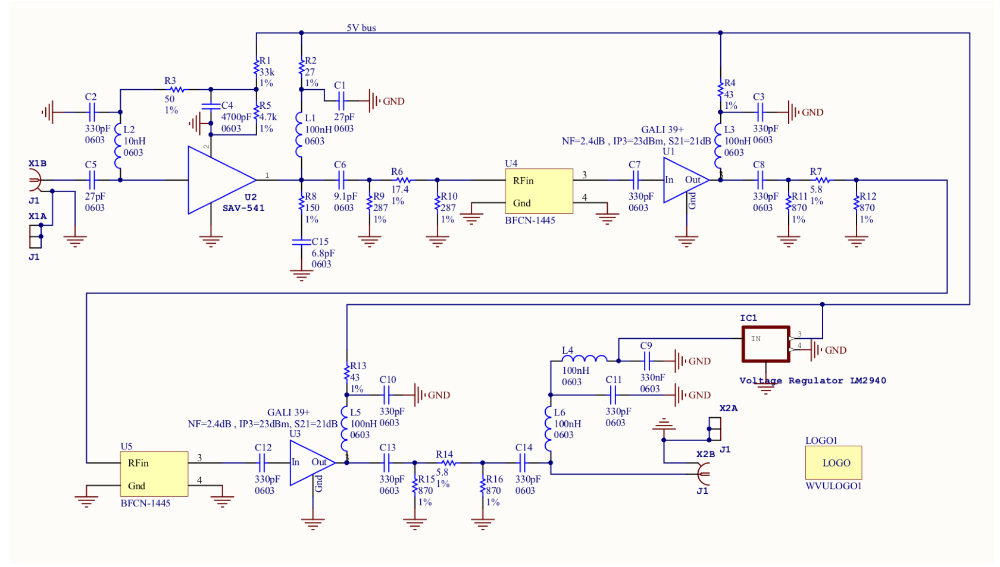 5V bus
R1
33k
1%
R2
27
1%
R3
50
1%
C1
27pF
0603
GND
C2
330pF
0603
C4
4700pF
0603
R5
4.7k
1%
L1
100nH
0603
L2
10nH
0603
R4
43
1%
C3
330pF
0603
GND
GALI 39+
NF=2.4dB , IP3=23dBm, S21=21dB
U1
L3
100nH
0603
X1B
J1
X1A
J1
C5
27pF
0603
2
1
U2
SAV-541
C6
9.1pF
0603
R8
150
1%
C15
6.8pF
0603
R9
287
1%
R6
17.4
1%
R10
287
1%
U4
RFin
Gnd
BFCN-1445
3
4
C7
330pF
0603
In
Out
Gnd
3
C8
330pF
0603
R11
870
1%
R7
5.8
1%
R12
870
1%
IC1
IN
3
4
GND
Voltage Regulator LM2940
L4
100nH
0603
C9
330nF
0603
GND
C11
330pF
0603
GND
R13
43
1%
C10
330pF
0603
GND
GALI 39+
NF=2.4dB , IP3=23dBm, S21=21dB
U3
L5
100nH
0603
L6
100nH
0603
X2A
J1
X2B
J1
U5
RFin
Gnd
BFCN-1445
3
4
C12
330pF
0603
In
Out
Gnd
3
C13
330pF
0603
R15
870
1%
R14
5.8
1%
R16
870
1%
C14
330pF
0603
LOGO1
LOGO
WVULOGO1